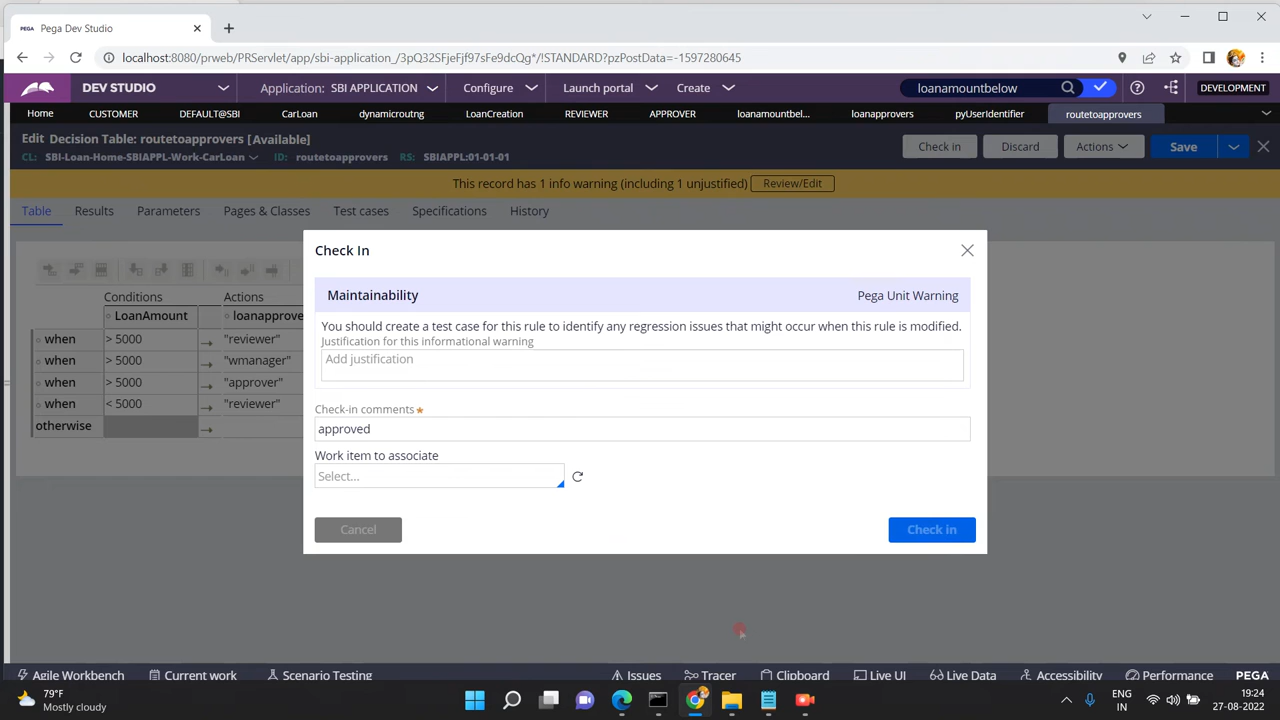 Pega Dev Studio
localhost:8080/prweb/PRServlet/app/sbi-application_/3pQ32SFjeFjf97sFe9drQg*/!STANDARD?pzPostData=-1597280645
PEGA DEV STUDIO Application: SBI APPLICATION Configure Launch portal Create loanamountbelow DEVELOPMENT
Home CUSTOMER DEFAULT@SBI CarLoan dynamicroutng LoanCreation REVIEWER APPROVER loanamountbel... loanapprovers pyUserIdentifier routetoapprovers
Edit Decision Table: routetoapprovers [Available]
CL: SBI-Loan-Home-SBIAPPL-Work-CarLoan ID: routetoapprovers RS: SBIAPPL:01-01-01
Check in Discard Actions Save
This record has 1 info warning (including 1 unjustified) Review/Edit
Table Results Parameters Pages & Classes Test cases Specifications History
Check In
Maintainability Pega Unit Warning
You should create a test case for this rule to identify any regression issues that might occur when this rule is modified.
Justification for this informational warning
Add justification
Check-in comments
approved
Work item to associate
Select...
Cancel Check in
Conditions Actions
LoanAmount loanapprove
when > 5000 "reviewer"
when > 5000 "wmanager"
when > 5000 "approver"
when < 5000 "reviewer"
otherwise
Agile Workbench Current work Scenario Testing Issues Tracer Clipboard Live UI Live Data Accessibility Performance PEGA
79°F
Mostly cloudy
ENG
IN
19:24
27-08-2022